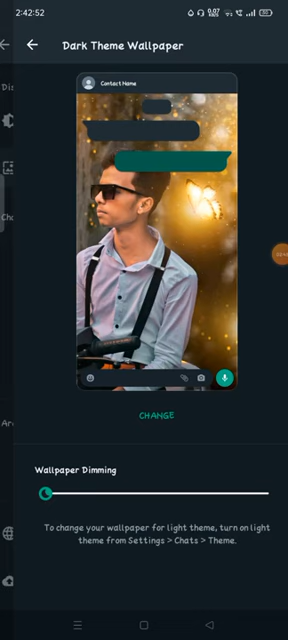 2:42:52
Dark Theme Wallpaper
Contact Name
CHANGE
Wallpaper Dimming
To change your wallpaper for light theme, turn on light
theme from Settings > Chats > Theme.